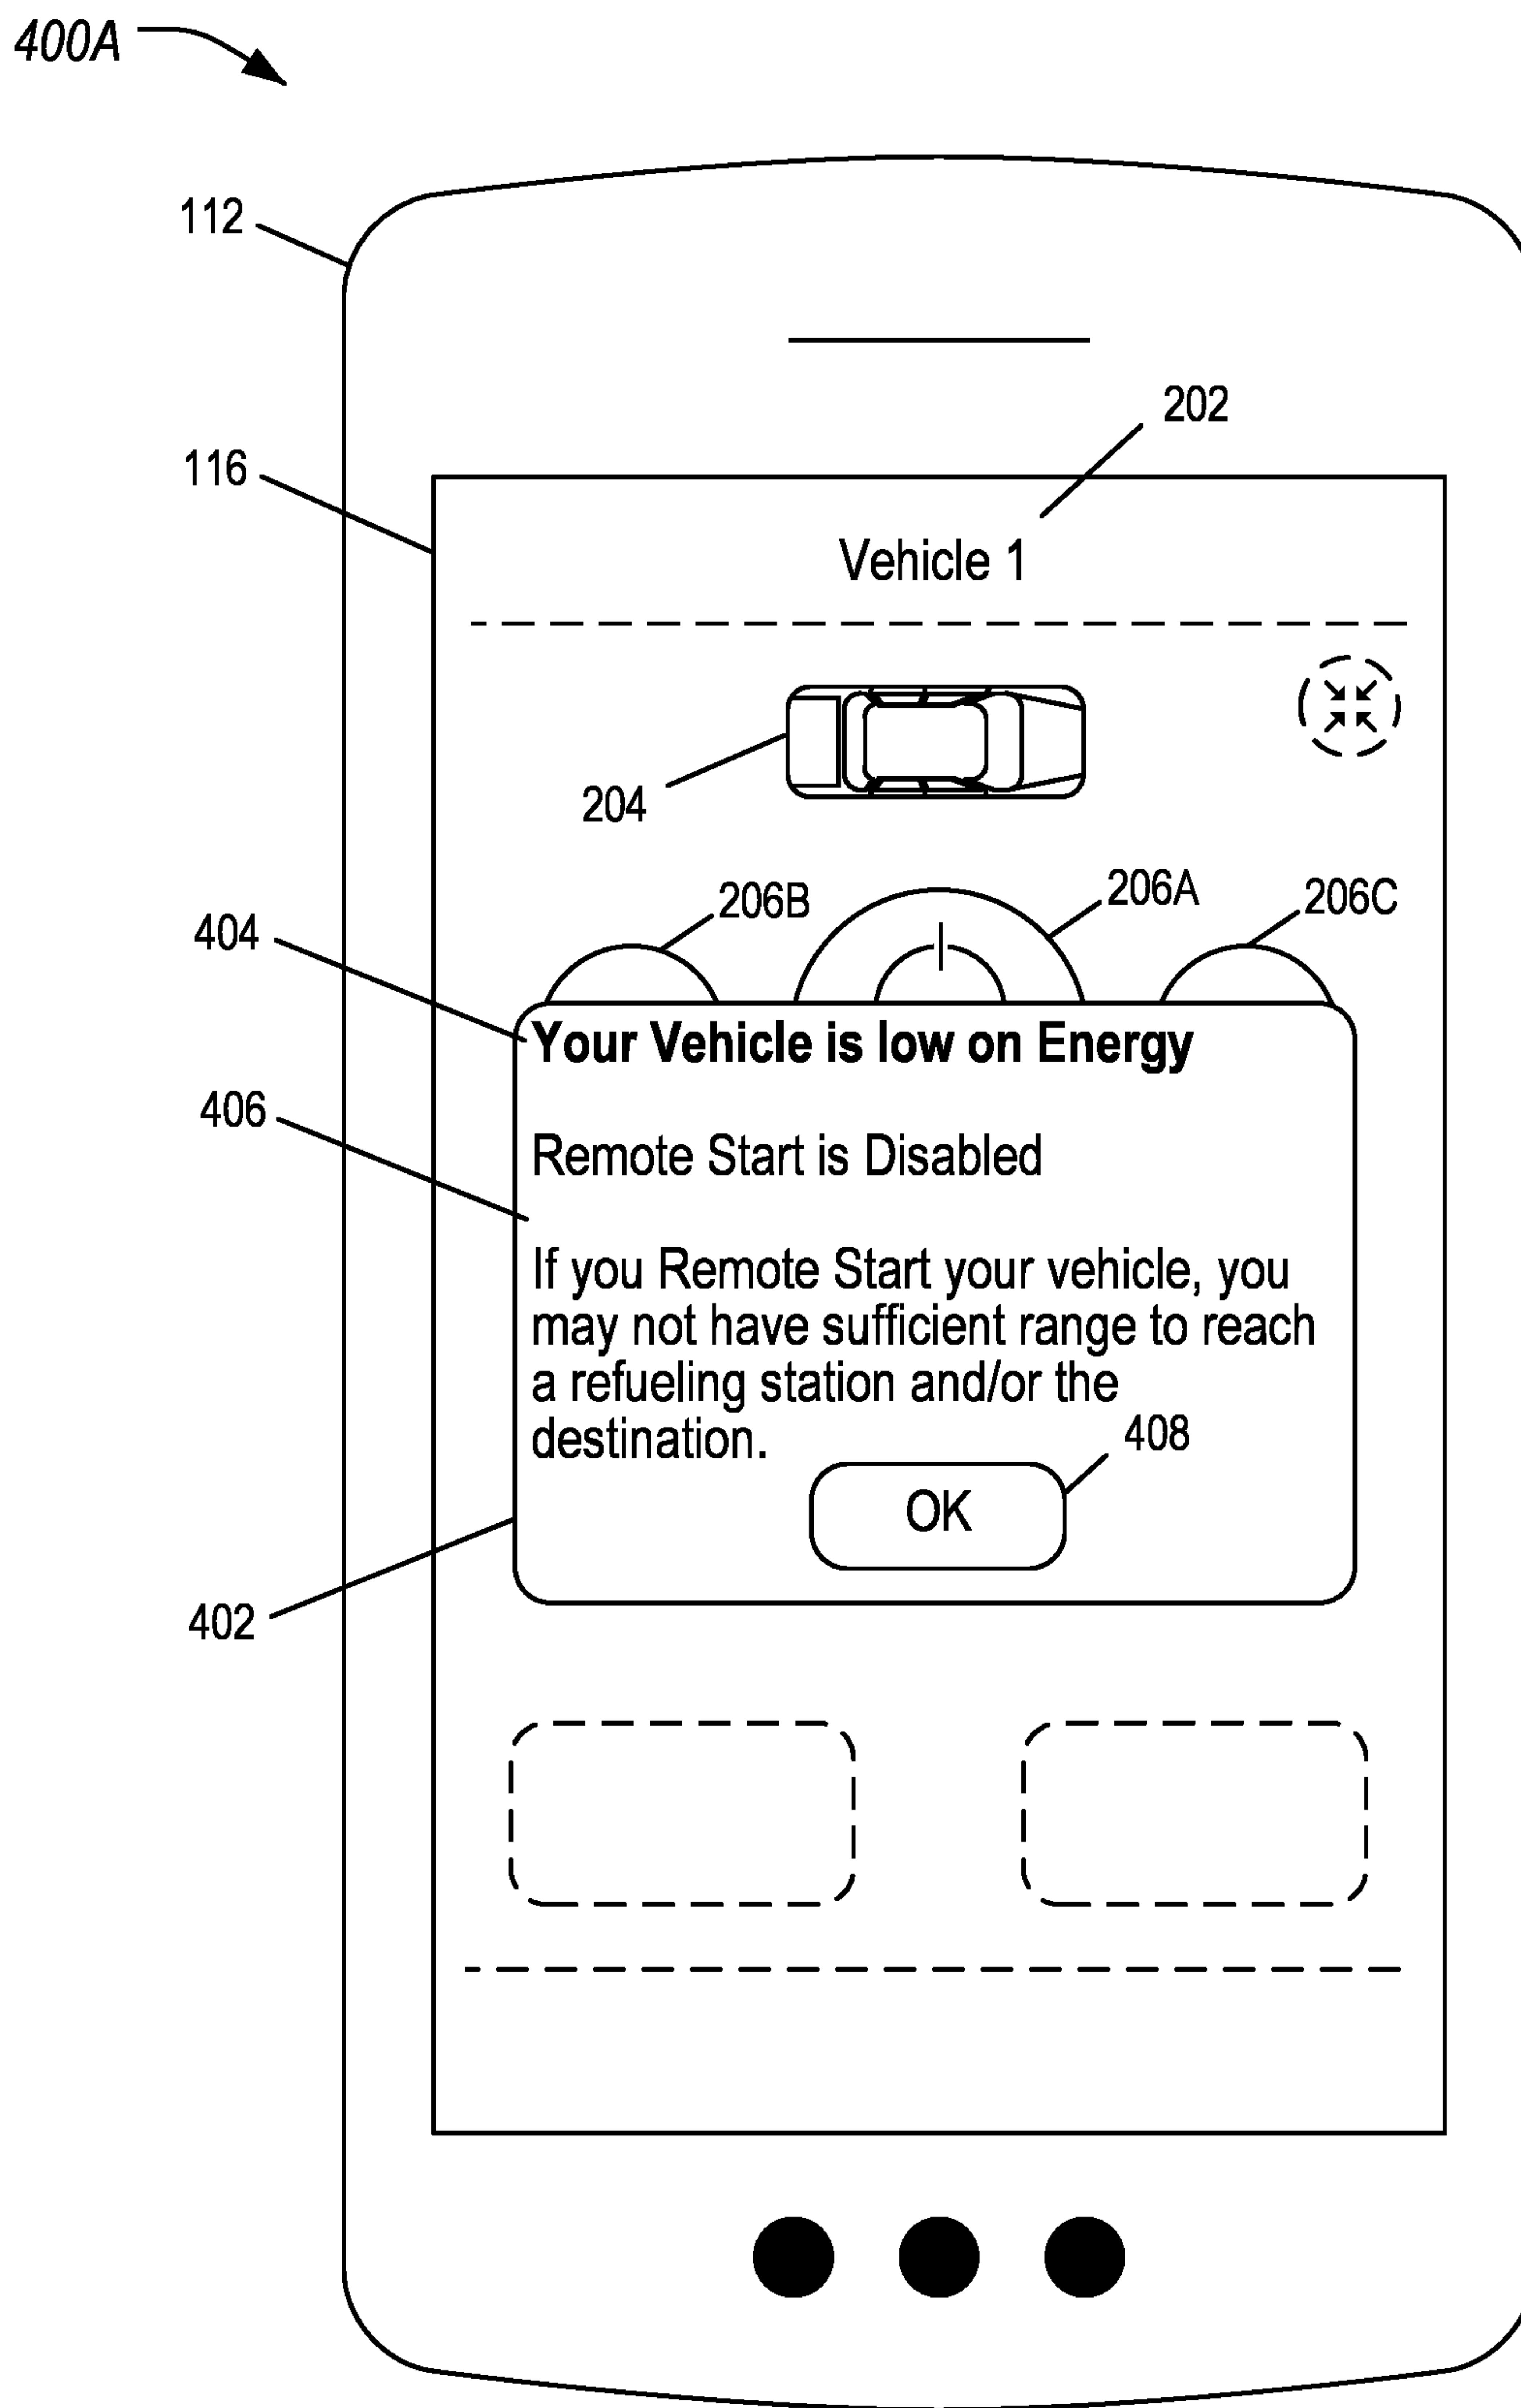 400A
112
202
116
Vehicle 1
204
206B
206A
206C
404
Your Vehicle is low on Energy
406
Remote Start is Disabled
If you Remote Start your vehicle, you
may not have sufficient range to reach
a refueling station and/or the
destination.
408
OK
402